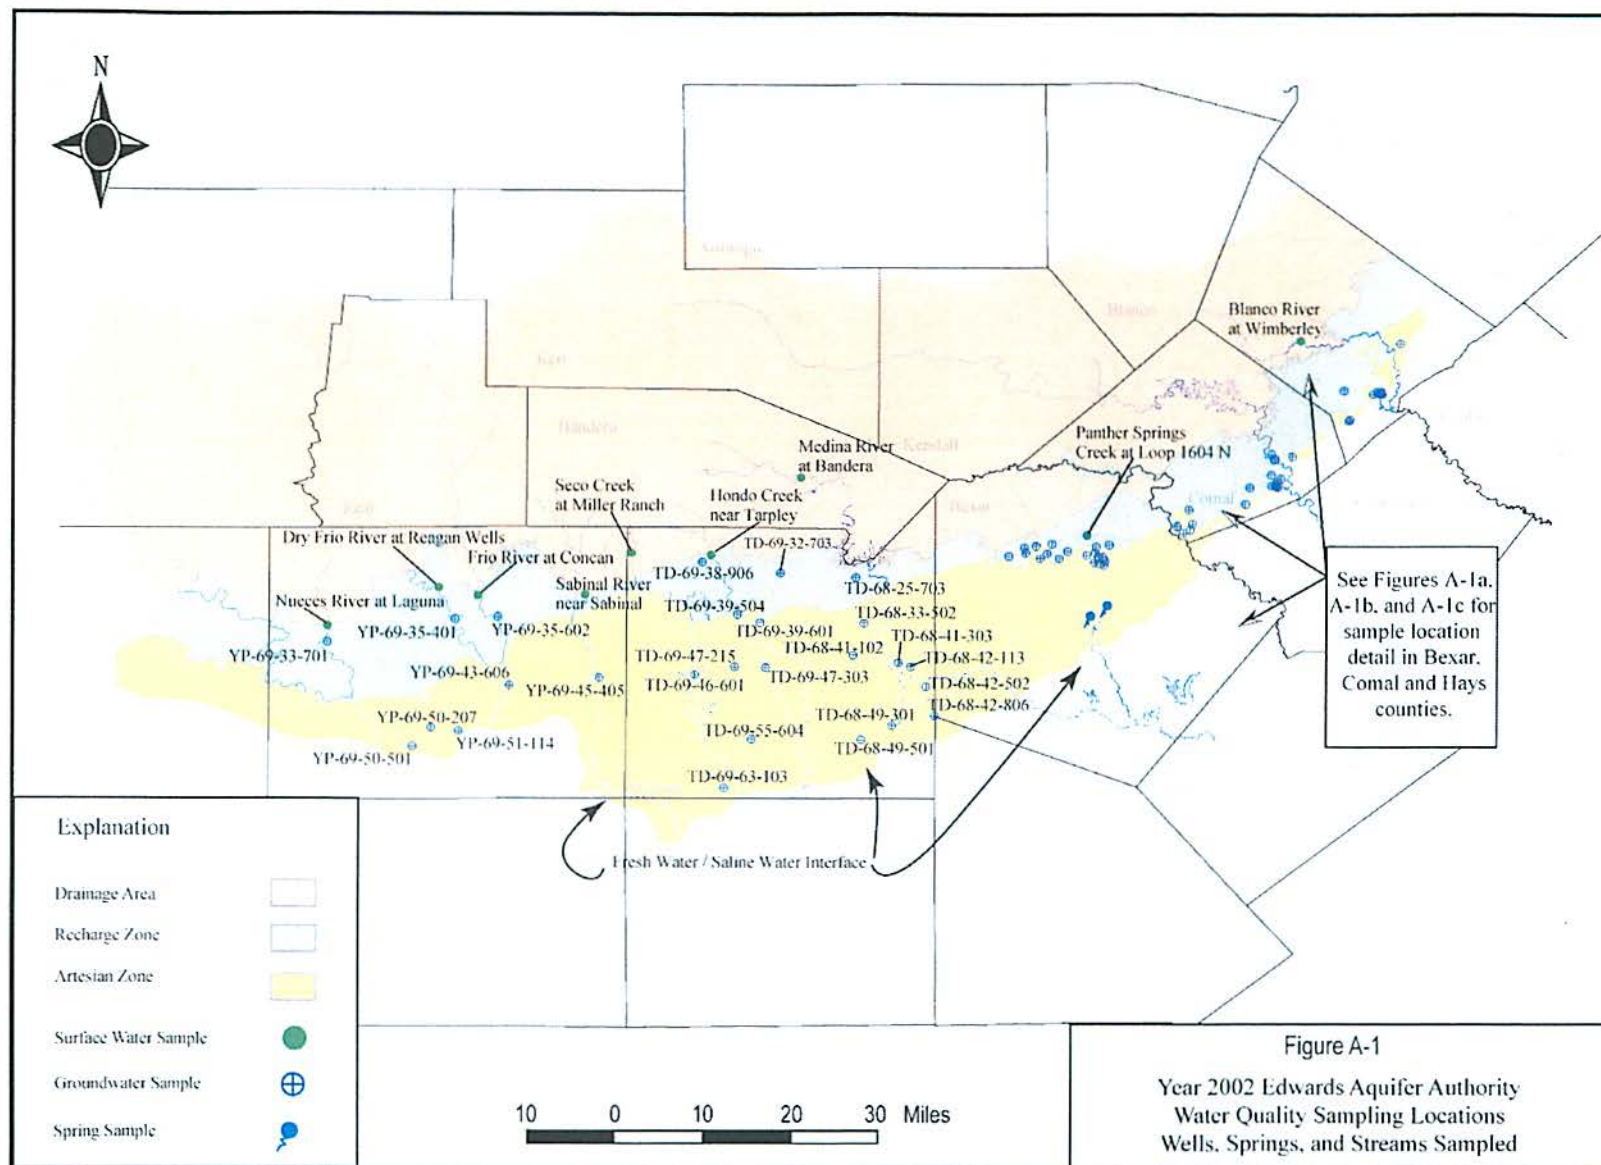 N
Gillespie
Blanco
Blanco River
at Wimberley
Kerr
Bandera
Kendall
Medina River
at Bandera
Panther Springs
Creek at Loop 1604 N
Seco Creek
at Miller Ranch
Hondo Creek
near Tarpley
Comal
Real
Bexar
Dry Frio River at Reagan Wells
Frio River at Concan
TD-69-32-703
TD-69-38-906
Sabinal River
near Sabinal
TD-68-25-703
Nueces River at Laguna
TD-69-39-504
TD-68-33-502
YP-69-35-401
YP-69-35-602
TD-69-39-601
TD-68-41-303
YP-69-33-701
TD-68-41-102
TD-69-47-215
TD-68-42-113
YP-69-43-606
TD-69-46-601
TD-69-47-303
TD-68-42-502
YP-69-45-405
TD-68-42-806
YP-69-50-207
TD-68-49-301
YP-69-51-114
TD-69-55-604
TD-68-49-501
YP-69-50-501
TD-69-63-103
See Figures A-1a,
A-1b, and A-1c for
sample location
detail in Bexar,
Comal and Hays
counties.
Fresh Water / Saline Water Interface
Explanation
Drainage Area
Recharge Zone
Artesian Zone
Surface Water Sample
Groundwater Sample
Spring Sample
10 0 10 20 30 Miles
Figure A-1
Year 2002 Edwards Aquifer Authority
Water Quality Sampling Locations
Wells, Springs, and Streams Sampled